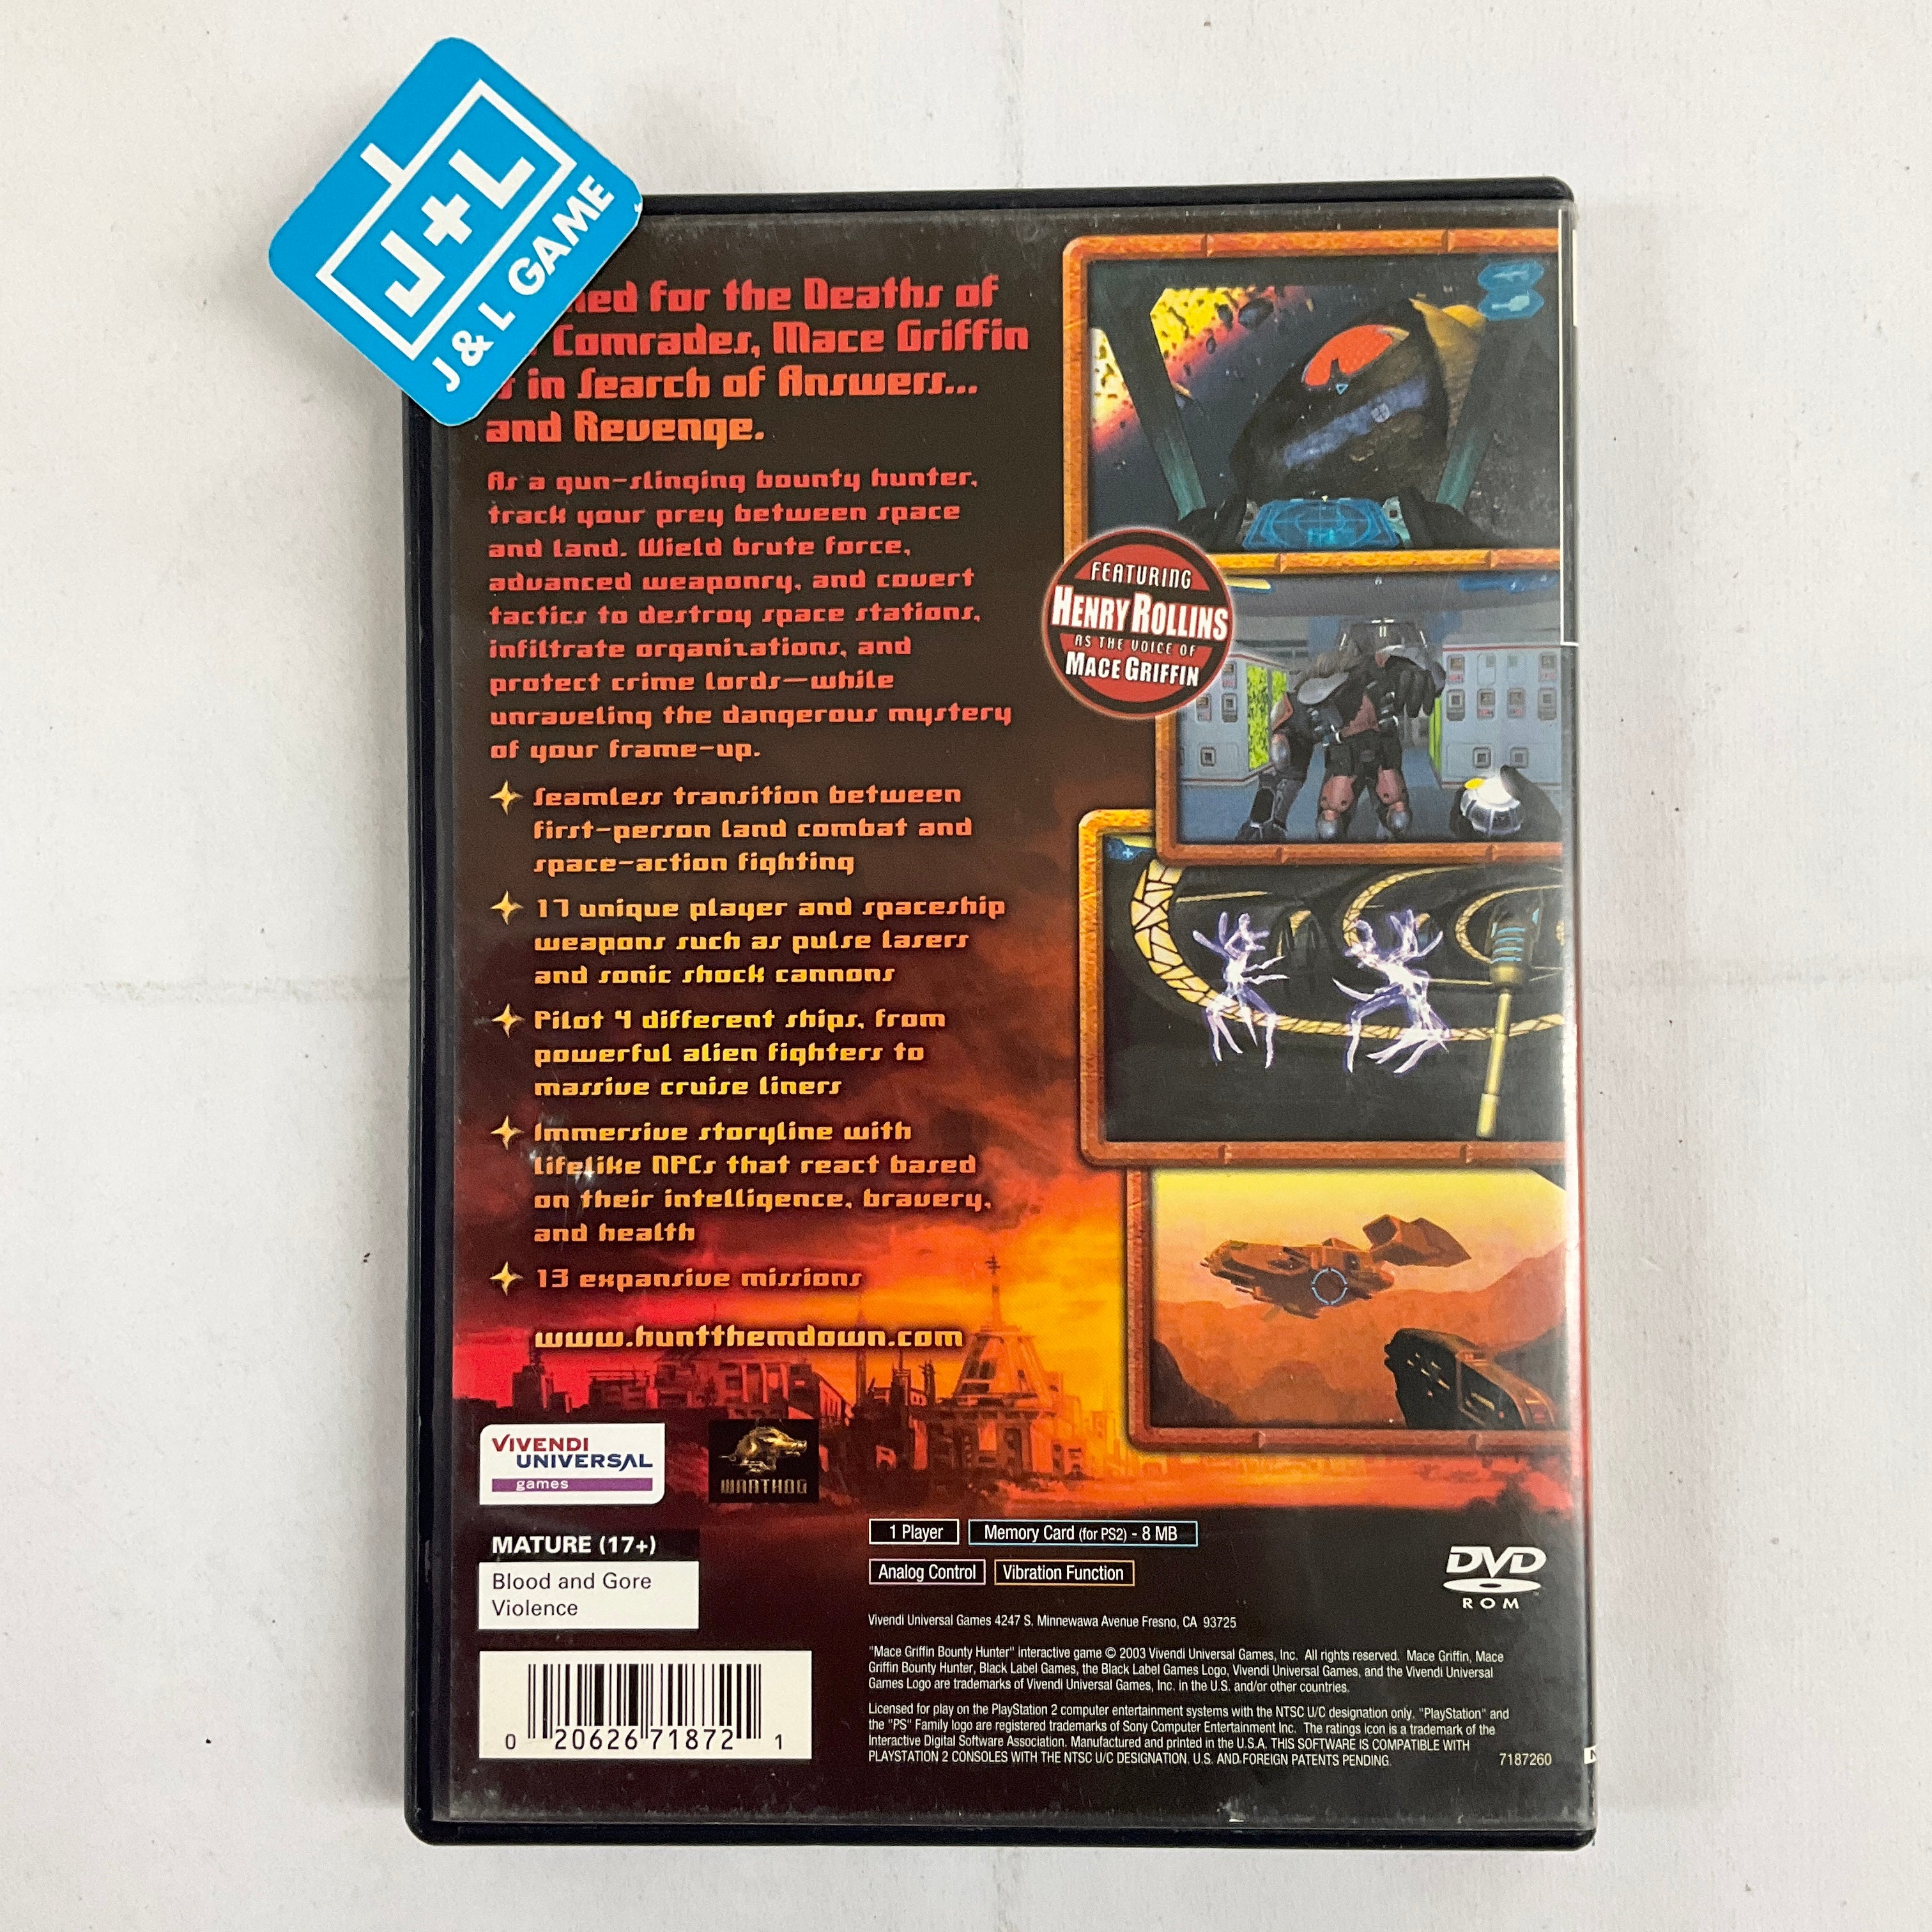 J+L
J & L GAME
for the Deaths of
Comrades, Mace Griffin
in Search of Answers...
and Revenge.
As a gun-slinging bounty hunter,
track your prey between space
and land. Wield brute force,
advanced weaponry, and covert
tactics to destroy space stations,
infiltrate organizations, and
protect crime lords—while
unraveling the dangerous mystery
of your frame-up.
Seamless transition between
first-person land combat and
space-action fighting
17 unique player and spaceship
weapons such as pulse lasers
and sonic shock cannons
Pilot 4 different ships, from
powerful alien fighters to
massive cruise liners
Immersive storyline with
lifelike NPCs that react based
on their intelligence, bravery,
and health
13 expansive missions
www.huntthemdown.com
FEATURING
HENRY ROLLINS
AS THE VOICE OF
MACE GRIFFIN
VIVENDI
UNIVERSAL
games
WARTHOG
MATURE (17+)
Blood and Gore
Violence
0 20626 71872 1
1 Player
Memory Card (for PS2) - 8 MB
Analog Control
Vibration Function
DVD
ROM
Vivendi Universal Games 4247 S. Minnewawa Avenue Fresno, CA 93725
"Mace Griffin Bounty Hunter" interactive game © 2003 Vivendi Universal Games, Inc. All rights reserved. Mace Griffin, Mace
Griffin Bounty Hunter, Black Label Games, the Black Label Games Logo, Vivendi Universal Games, and the Vivendi Universal
Games Logo are trademarks of Vivendi Universal Games, Inc. in the U.S. and/or other countries.
Licensed for play on the PlayStation 2 computer entertainment systems with the NTSC U/C designation only. "PlayStation" and
the "PS" Family logo are registered trademarks of Sony Computer Entertainment Inc. The ratings icon is a trademark of the
Interactive Digital Software Association. Manufactured and printed in the U.S.A. THIS SOFTWARE IS COMPATIBLE WITH
PLAYSTATION 2 CONSOLES WITH THE NTSC U/C DESIGNATION. U.S. AND FOREIGN PATENTS PENDING.
7187260